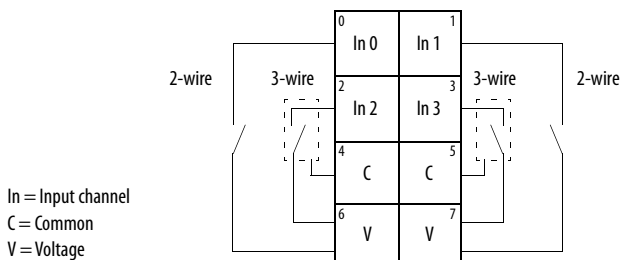 0 1
In 0 In 1
2-wire 3-wire 3-wire 2-wire
2 3
In 2 In 3
4 5
C C
In = Input channel
C = Common
6 7
V V
V = Voltage